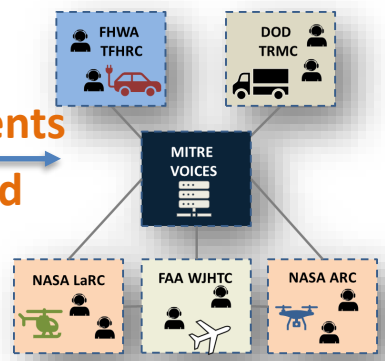 FHWA
TFHRC
DOD
TRMC
ents
d
MITRE
VOICES
NASA LaRC
FAA WJHTC
NASA ARC